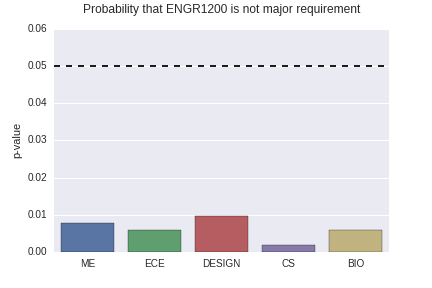 Probability that ENGR1200 is not major requirement
0.06
0.05
0.04
0.03
0.02
0.01
0.00
p-value
ME ECE DESIGN CS BIO